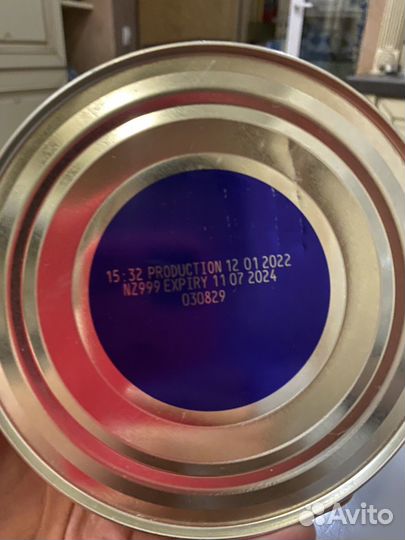 15:32 PRODUCTION 12 01 2022
NZ999 EXPIRY 11 07 2024
030829
Avito